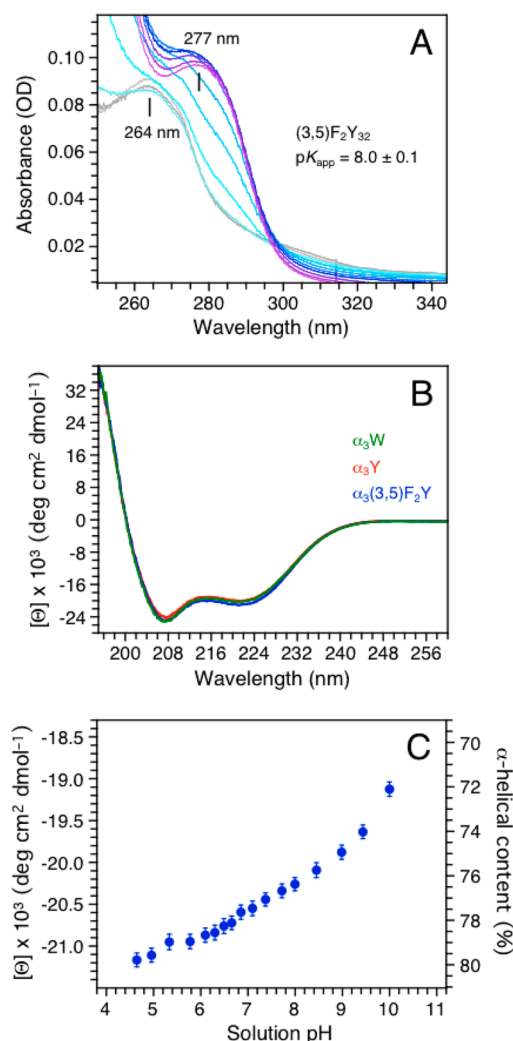 A
277 nm
264 nm
(3,5)F₂Y₃₂
pKapp = 8.0 ± 0.1
Absorbance (OD)
0.10
0.08
0.06
0.04
0.02
260 280 300 320 340
Wavelength (nm)
B
α₃W
α₃Y
α₃(3,5)F₂Y
[Θ] x 10³ (deg cm² dmol⁻¹)
32
24
16
8
0
-8
-16
-24
200 208 216 224 232 240 248 256
Wavelength (nm)
C
[Θ] x 10³ (deg cm² dmol⁻¹)
-18.5
-19.0
-19.5
-20.0
-20.5
-21.0
70
72
74
76
78
80
α-helical content (%)
4 5 6 7 8 9 10 11
Solution pH